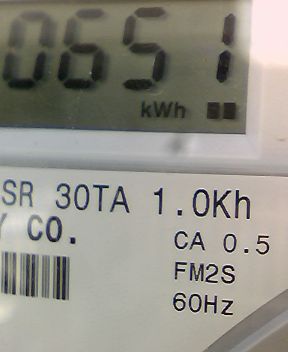 0651
kWh
SR 30TA 1.0Kh
Y CO.
CA 0.5
FM2S
60Hz